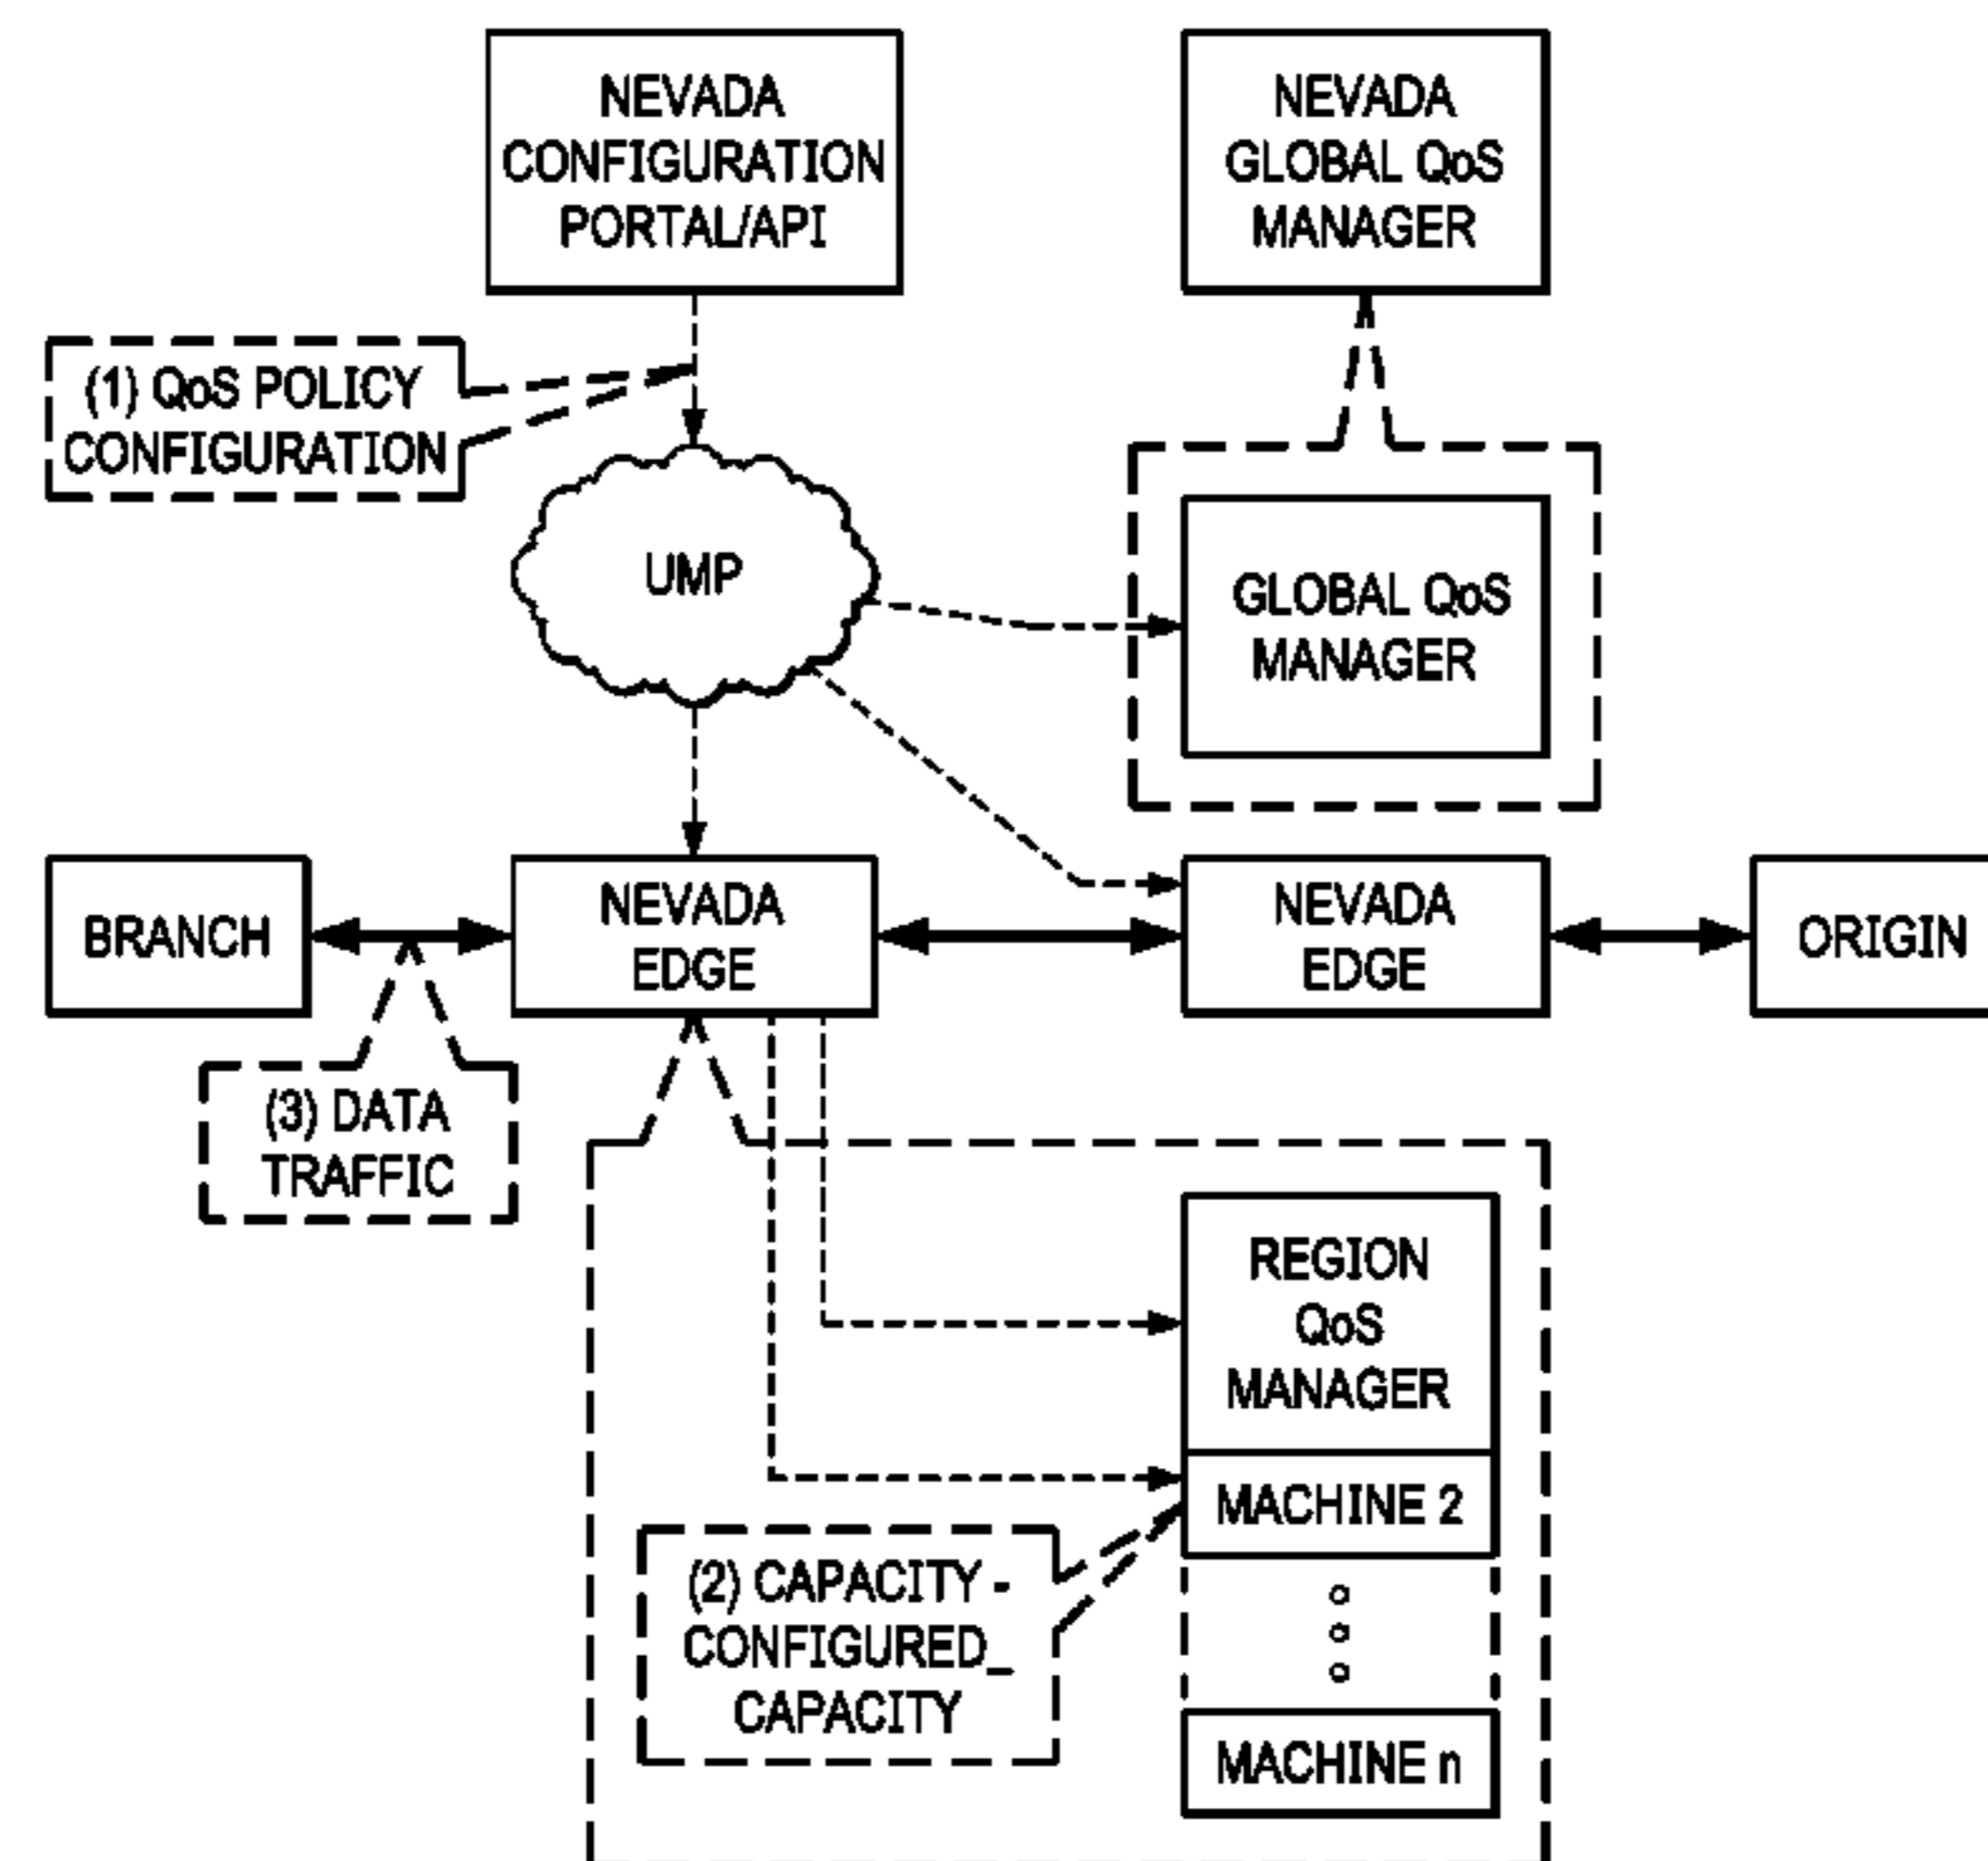 NEVADA
CONFIGURATION
PORTAL/API
NEVADA
GLOBAL QoS
MANAGER
(1) QoS POLICY
CONFIGURATION
UMP
GLOBAL QoS
MANAGER
BRANCH
NEVADA
EDGE
NEVADA
EDGE
ORIGIN
(3) DATA
TRAFFIC
REGION
QoS
MANAGER
MACHINE 2
(2) CAPACITY -
CONFIGURED_
CAPACITY
MACHINE n